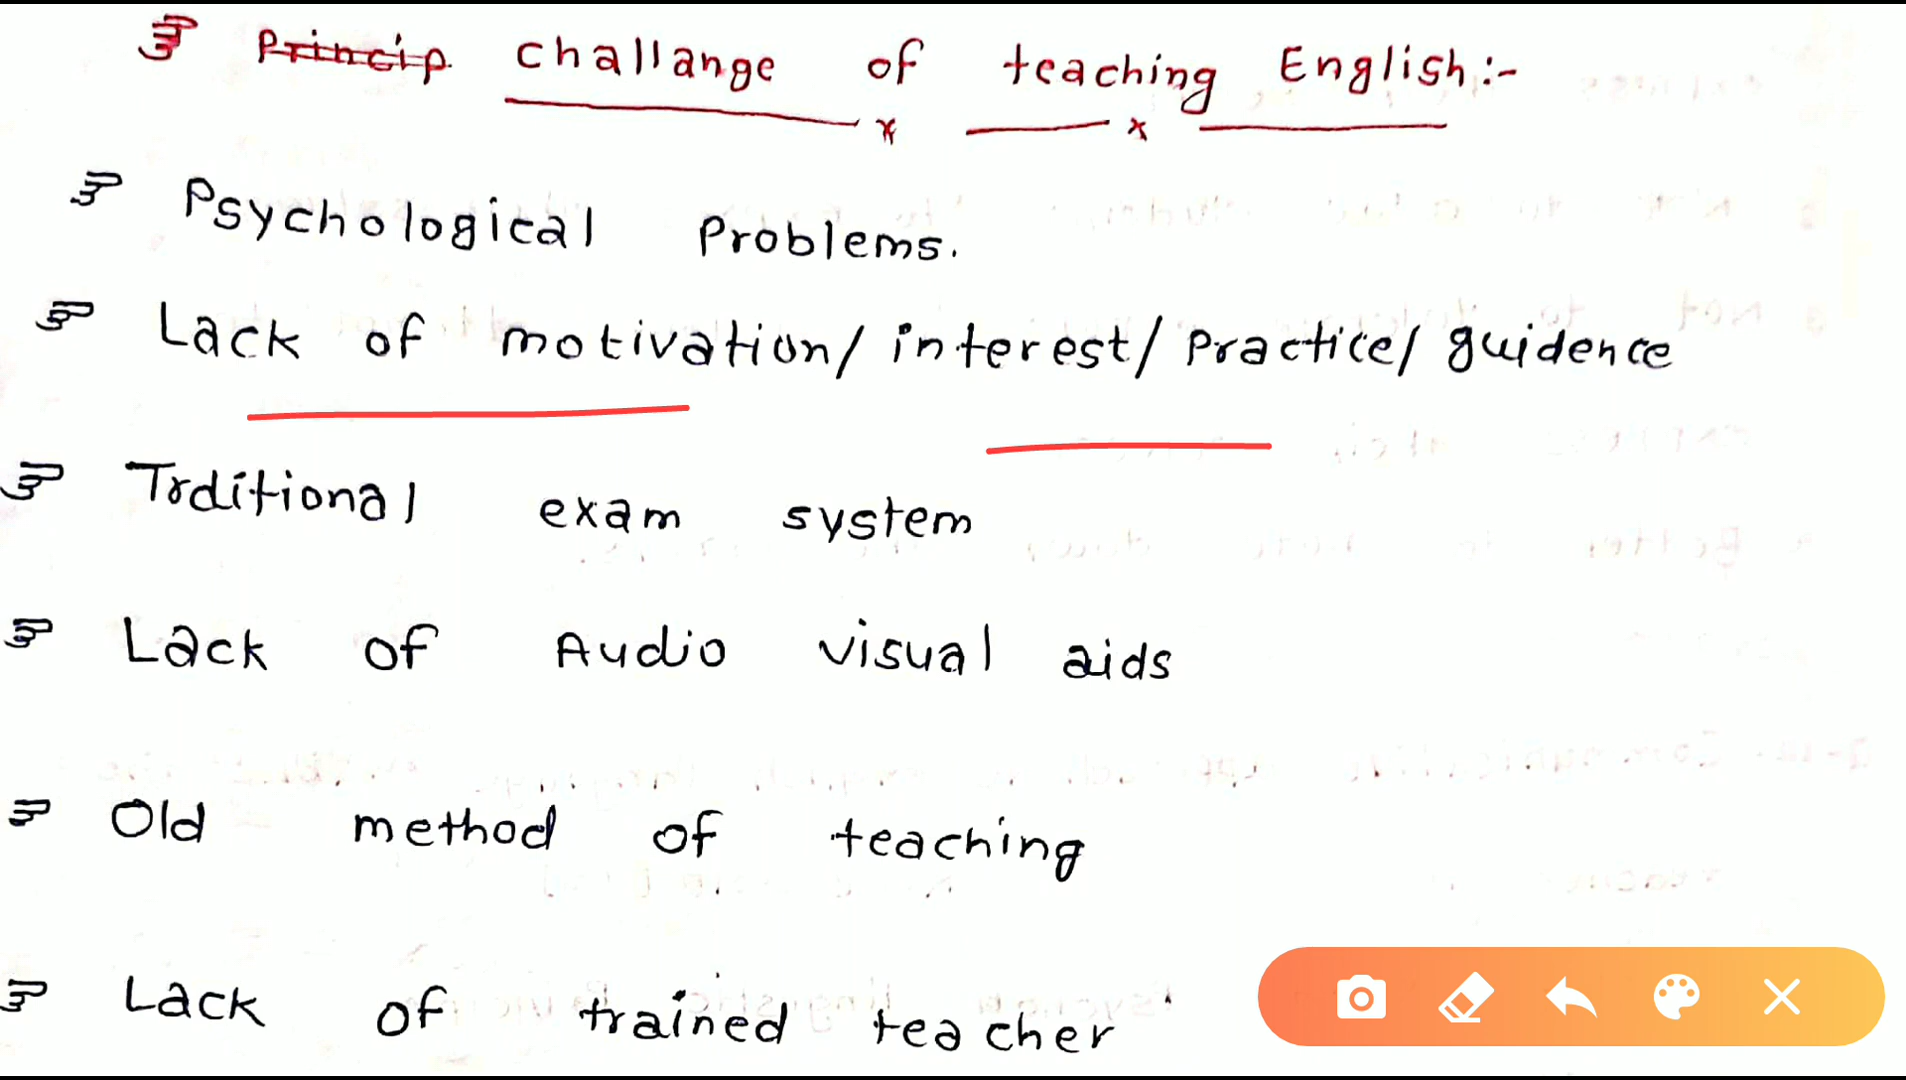 Princip challange of teaching English:-
Psychological Problems.
Lack of motivation/ interest/ Practice/ guidence
Trditional exam system
Lack of Audio visual aids
Old method of teaching
Lack of trained teacher